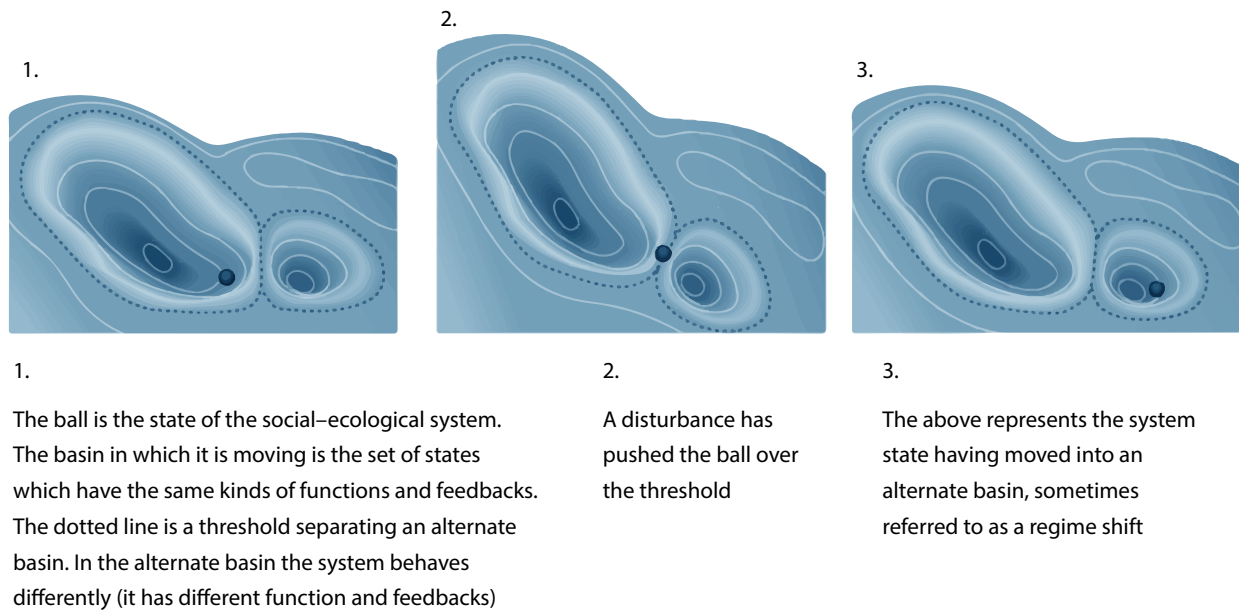 1.
2.
3.
1.
The ball is the state of the social–ecological system.
The basin in which it is moving is the set of states
which have the same kinds of functions and feedbacks.
The dotted line is a threshold separating an alternate
basin. In the alternate basin the system behaves
differently (it has different function and feedbacks)
2.
A disturbance has
pushed the ball over
the threshold
3.
The above represents the system
state having moved into an
alternate basin, sometimes
referred to as a regime shift